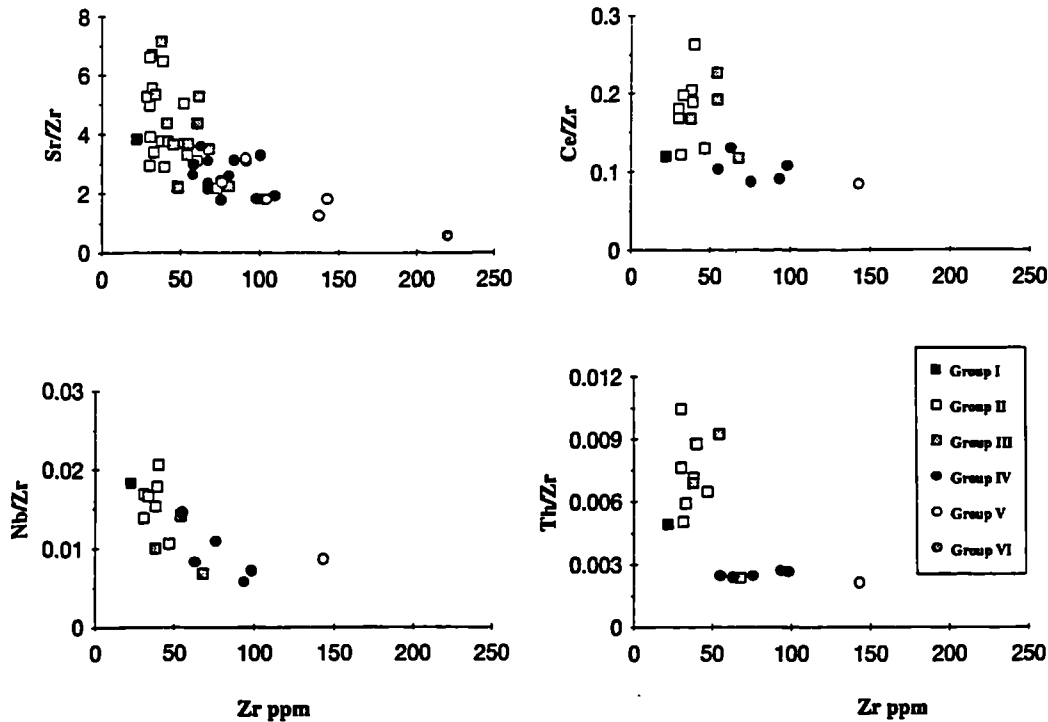 8
6
4
2
0
Sr/Zr
0 50 100 150 200 250
0.3
0.2
0.1
0
Ce/Zr
0 50 100 150 200 250
0.03
0.02
0.01
0
Nb/Zr
0 50 100 150 200 250
Zr ppm
0.012
0.009
0.006
0.003
0
Th/Zr
0 50 100 150 200 250
Zr ppm
Group I
Group II
Group III
Group IV
Group V
Group VI